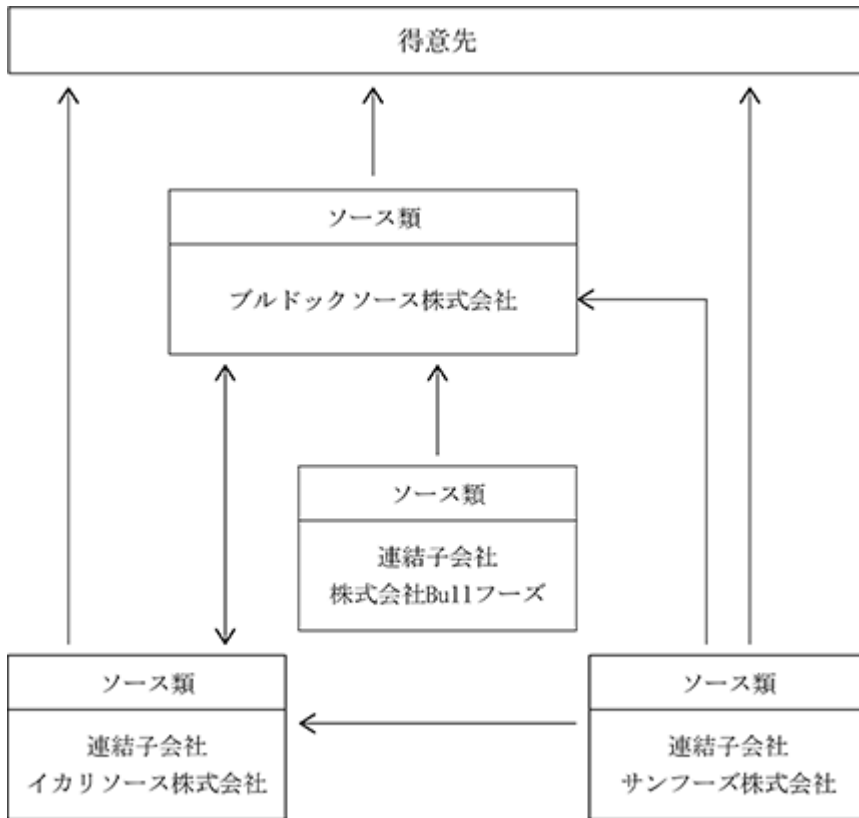 得意先
ソース類
ブルドックソース株式会社
ソース類
連結子会社
株式会社Bullフーズ
ソース類
連結子会社
イカリソース株式会社
ソース類
連結子会社
サンフーズ株式会社